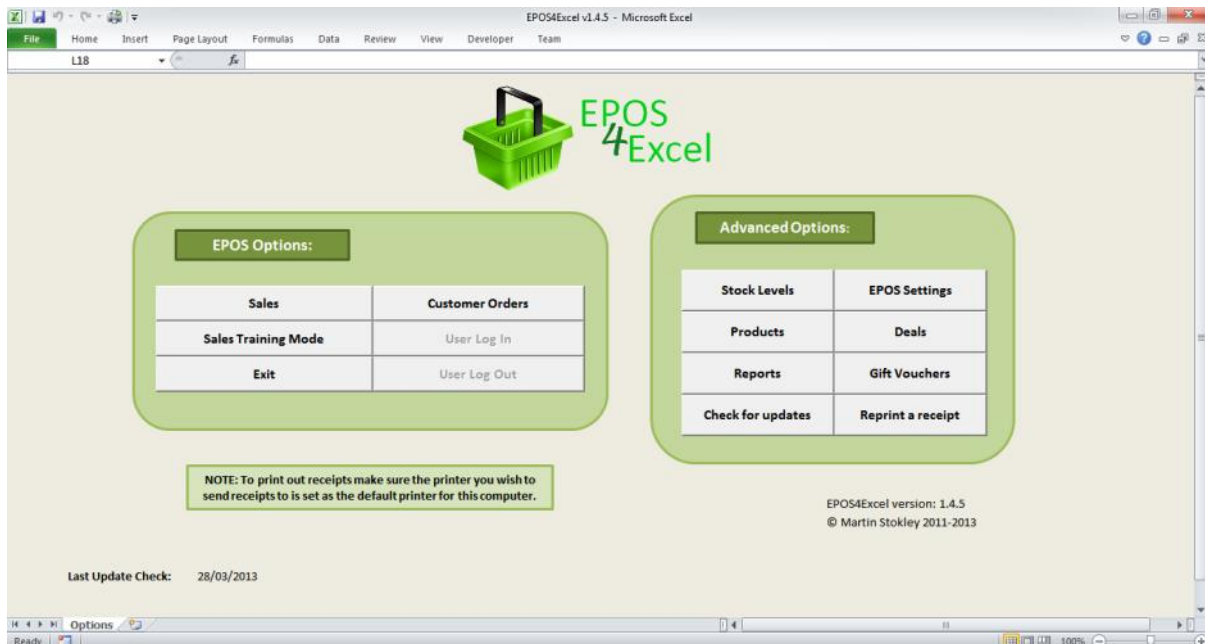 EPOS4Excel v1.4.5 - Microsoft Excel
File Home Insert Page Layout Formulas Data Review View Developer Team
L18 fx
EPOS
4Excel
EPOS Options:
Advanced Options:
Sales Customer Orders
Sales Training Mode User Log In
Exit User Log Out
Stock Levels EPOS Settings
Products Deals
Reports Gift Vouchers
Check for updates Reprint a receipt
NOTE: To print out receipts make sure the printer you wish to
send receipts to is set as the default printer for this computer.
EPOS4Excel version: 1.4.5
© Martin Stokley 2011-2013
Last Update Check: 28/03/2013
Options
Ready 100%